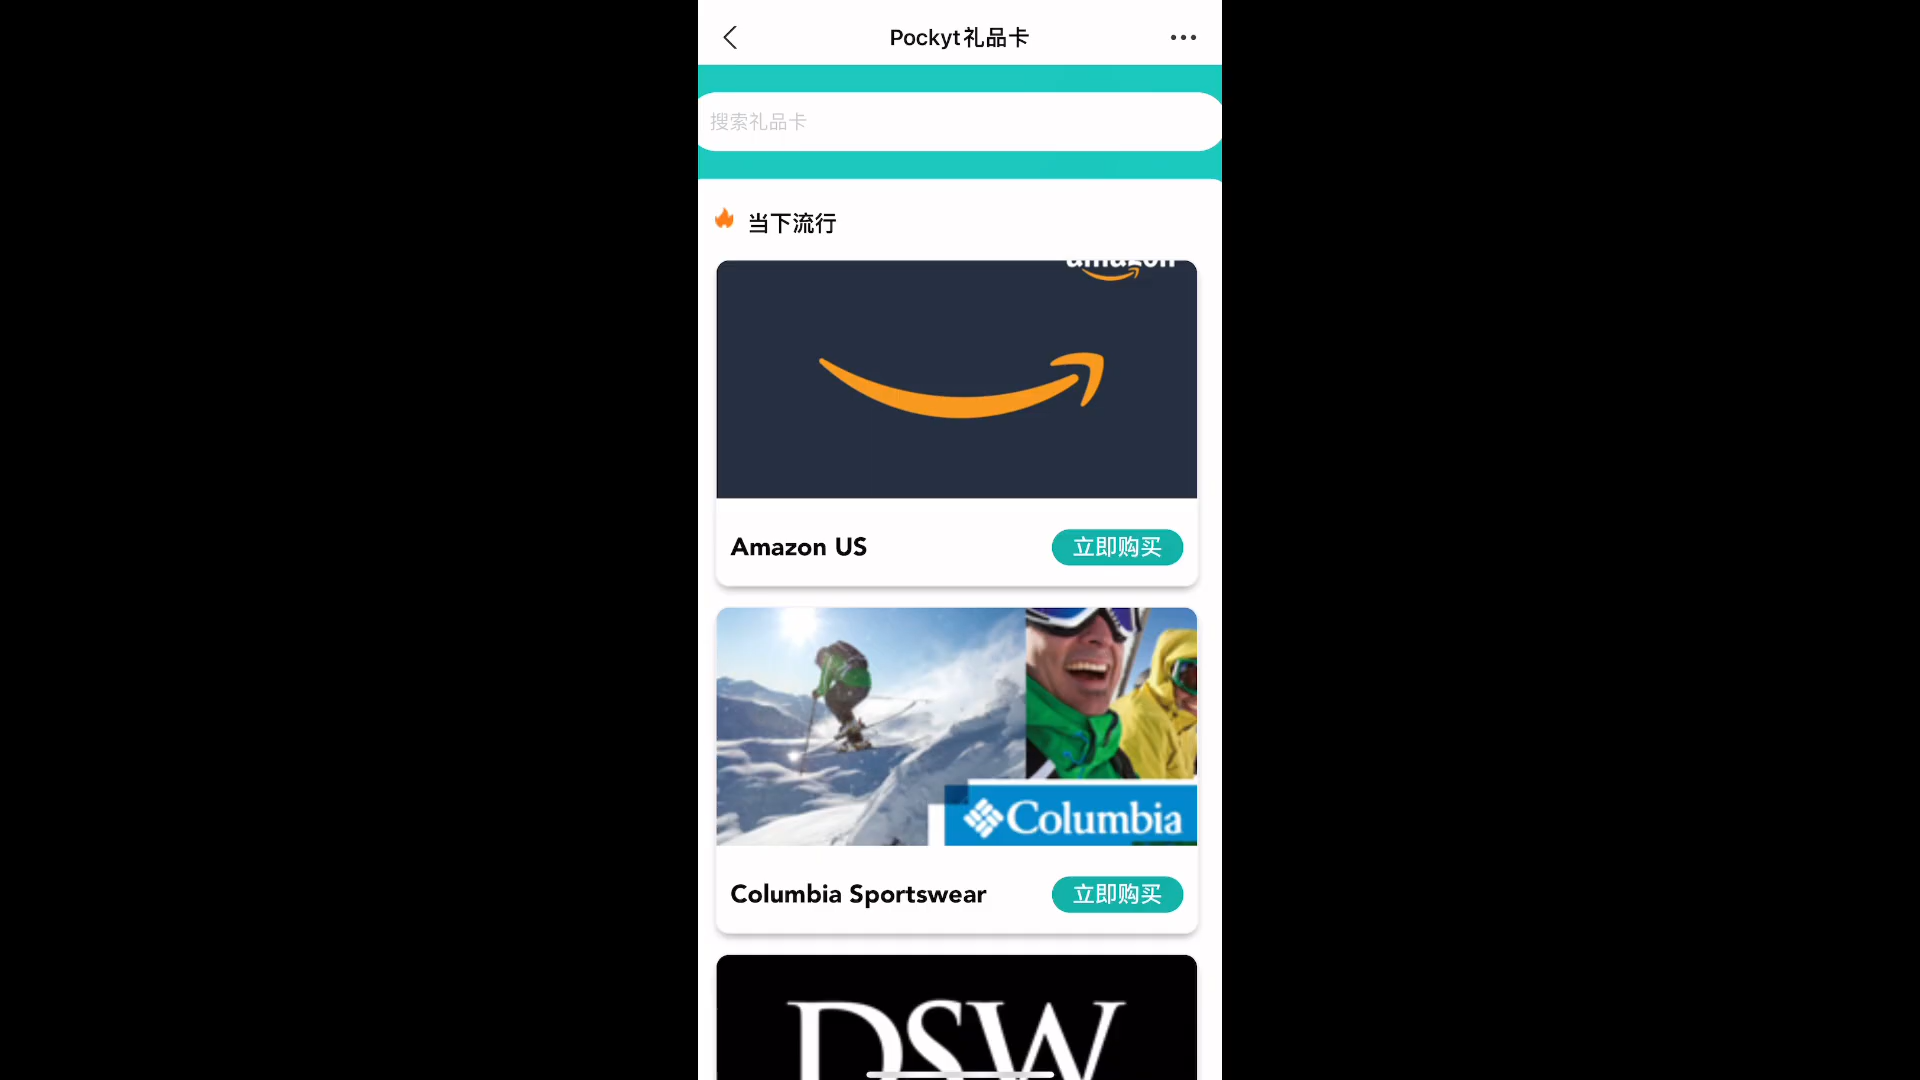 Pockyt礼品卡
搜索礼品卡
当下流行
amazon
Amazon US
立即购买
Columbia
Columbia Sportswear
立即购买
DSW